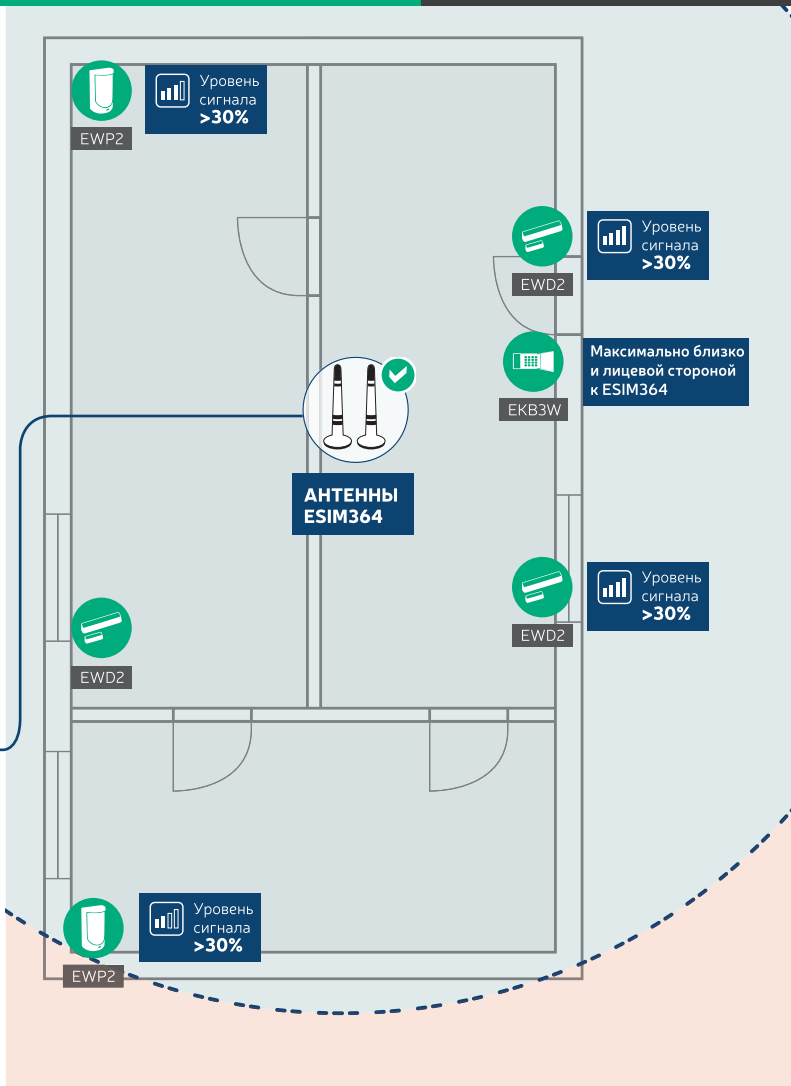 Уровень
сигнала
>30%
EWP2
Уровень
сигнала
>30%
EWD2
Максимально близко
и лицевой стороной
к ESIM364
EKB3W
АНТЕННЫ
ESIM364
Уровень
сигнала
>30%
EWD2
EWD2
Уровень
сигнала
>30%
EWP2